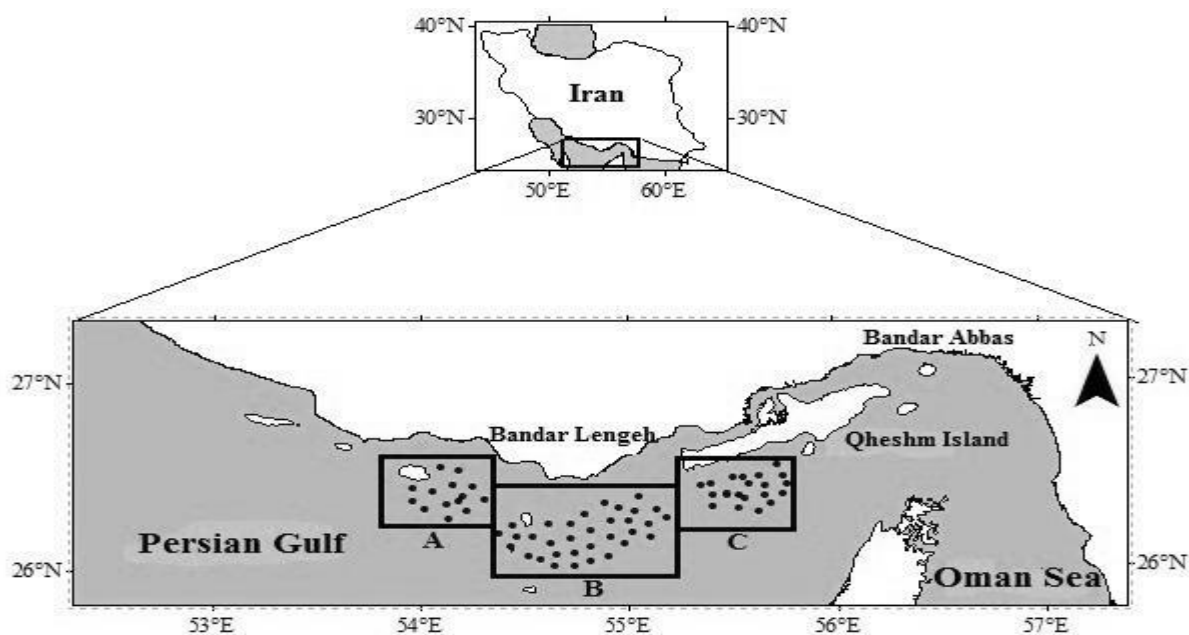 40°N 40°N
Iran
30°N 30°N
50°E 60°E
Bandar Abbas
N
27°N 27°N
Bandar Lengeh
Qheshm Island
Persian Gulf A C
26°N Oman Sea 26°N
B
53°E 54°E 55°E 56°E 57°E